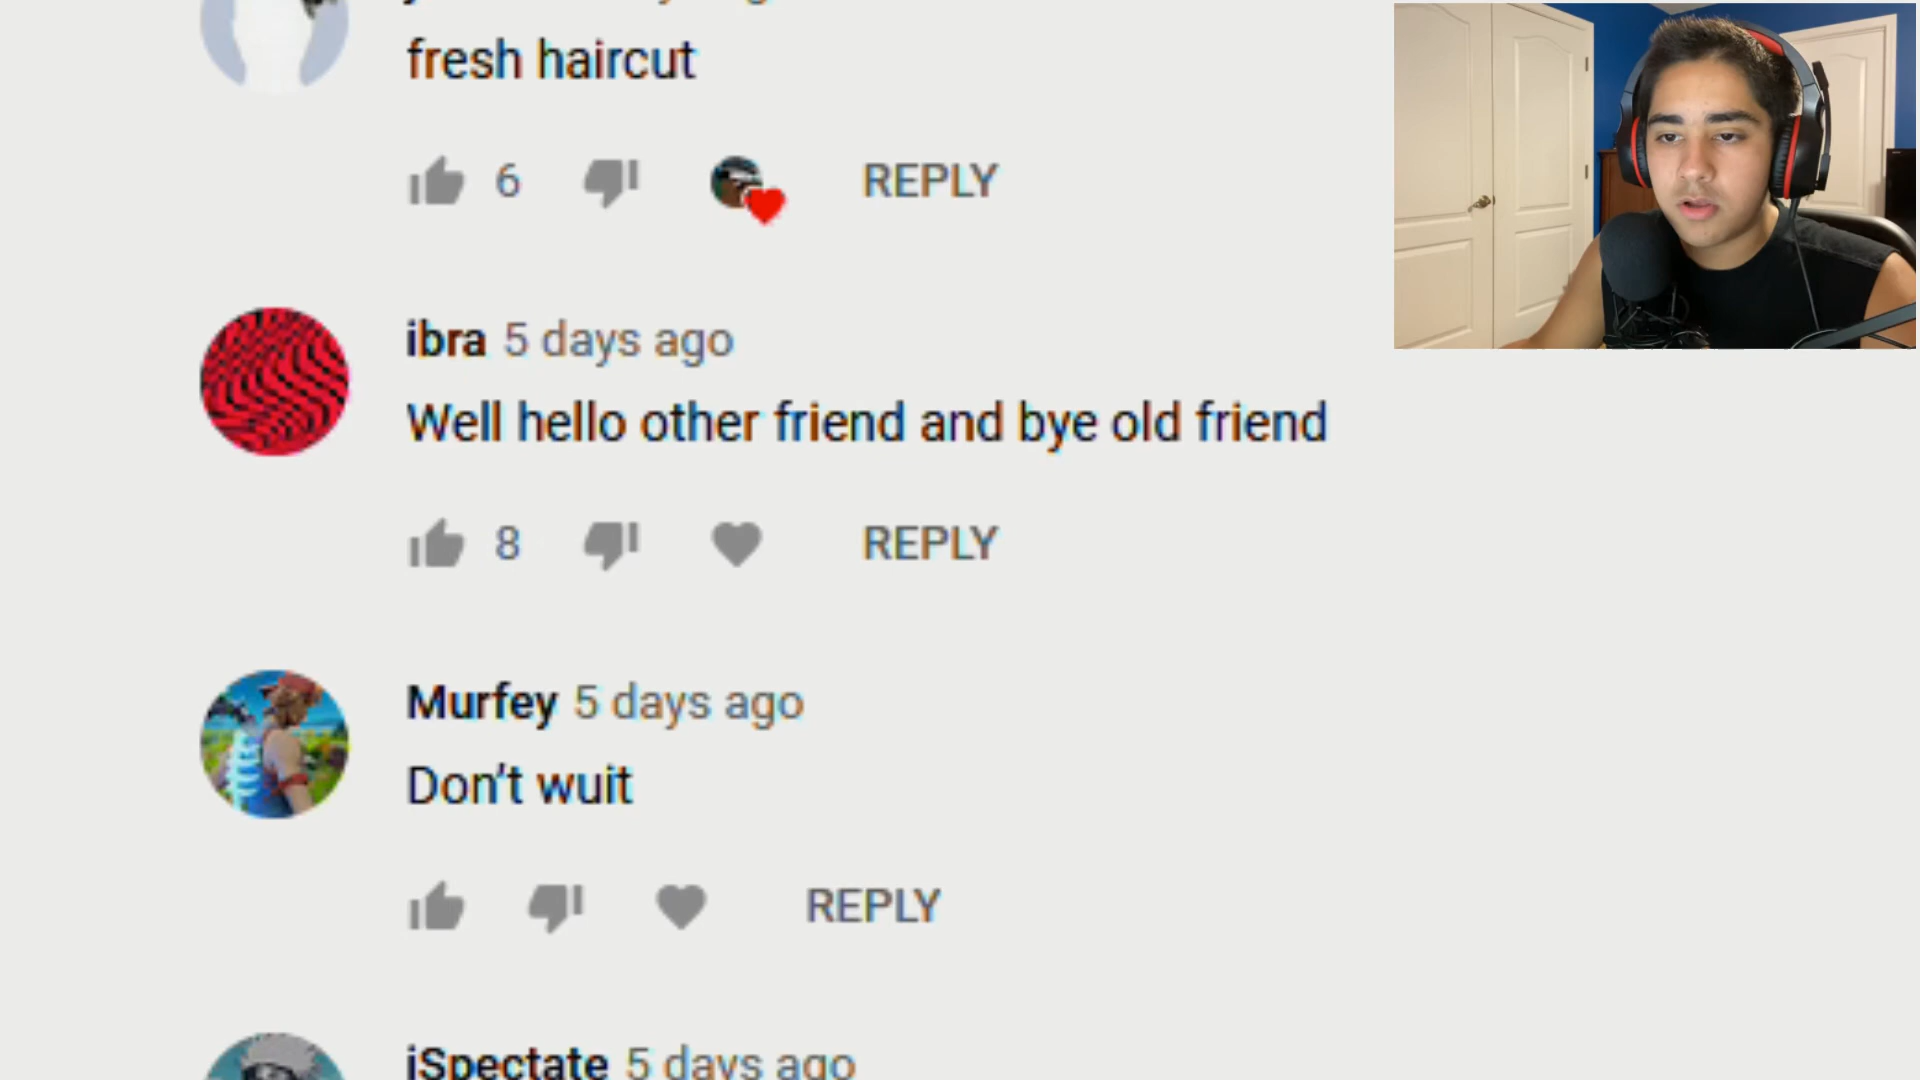 fresh haircut
6 REPLY
ibra 5 days ago
Well hello other friend and bye old friend
8 REPLY
Murfey 5 days ago
Don't wuit
REPLY
iSpectate 5 days ago